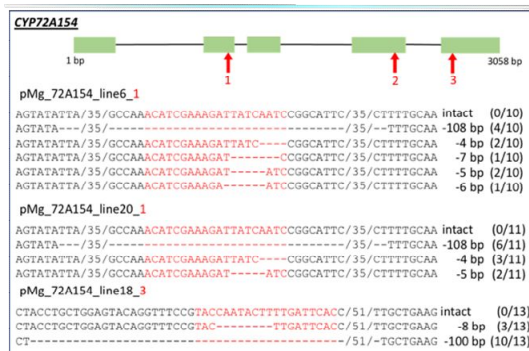 CYP72A154
1 bp 3058 bp
1 2 3
pMg_72A154_line6_1
AGTATATTA/35/GCCAAACATCGAAAGATTATCAATCCGGCATTC/35/CTTTTGCAA intact (0/10)
AGTATA---/35/------------------------------------/35/--TTTGCAA -108 bp (4/10)
AGTATATTA/35/GCCAAACATCGAAAGATTATC----CGGCATTC/35/CTTTTGCAA -4 bp (2/10)
AGTATATTA/35/GCCAAACATCGAAAGAT-------CCGGCATTC/35/CTTTTGCAA -7 bp (1/10)
AGTATATTA/35/GCCAAACATCGAAAGAT-----ATCCGGCATTC/35/CTTTTGCAA -5 bp (2/10)
AGTATATTA/35/GCCAAACATCGAAAGAT------ATCCGGCATTC/35/CTTTTGCAA -6 bp (1/10)
pMg_72A154_line20_1
AGTATATTA/35/GCCAAACATCGAAAGATTATCAATCCGGCATTC/35/CTTTTGCAA intact (0/11)
AGTATA---/35/------------------------------------/35/--TTTGCAA -108 bp (6/11)
AGTATATTA/35/GCCAAACATCGAAAGATTATC----CGGCATTC/35/CTTTTGCAA -4 bp (3/11)
AGTATATTA/35/GCCAAACATCGAAAGAT-----ATCCGGCATTC/35/CTTTTGCAA -5 bp (2/11)
pMg_72A154_line18_3
CTACCTGCTGGAGTACAGGTTTCCGTACCAATACTTTTGATTCACC/51/TTGCTGAAG intact (0/13)
CTACCTGCTGGAGTACAGGTTTCCGTAC--------TTGATTCACC/51/TTGCTGAAG -8 bp (3/13)
CT--------------------------------------------/51/-TGCTGAAG -100 bp (10/13)